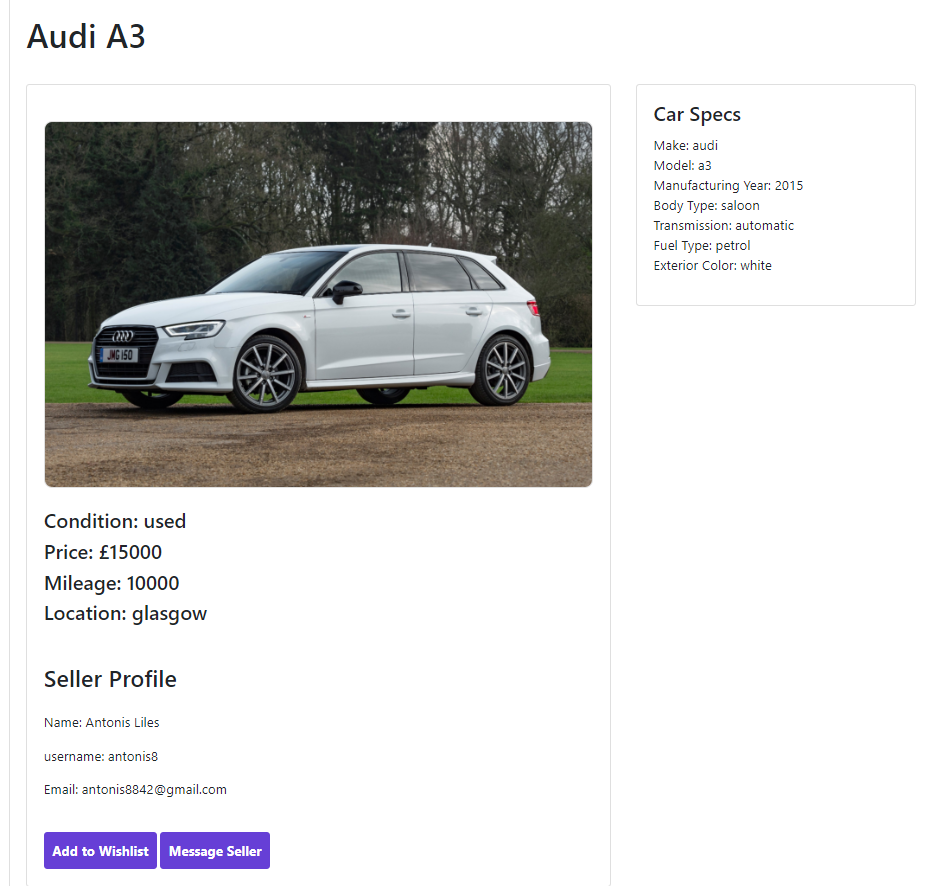 Audi A3
JMG 150
Condition: used
Price: £15000
Mileage: 10000
Location: glasgow
Seller Profile
Name: Antonis Liles
username: antonis8
Email: antonis8842@gmail.com
Add to Wishlist
Message Seller
Car Specs
Make: audi
Model: a3
Manufacturing Year: 2015
Body Type: saloon
Transmission: automatic
Fuel Type: petrol
Exterior Color: white